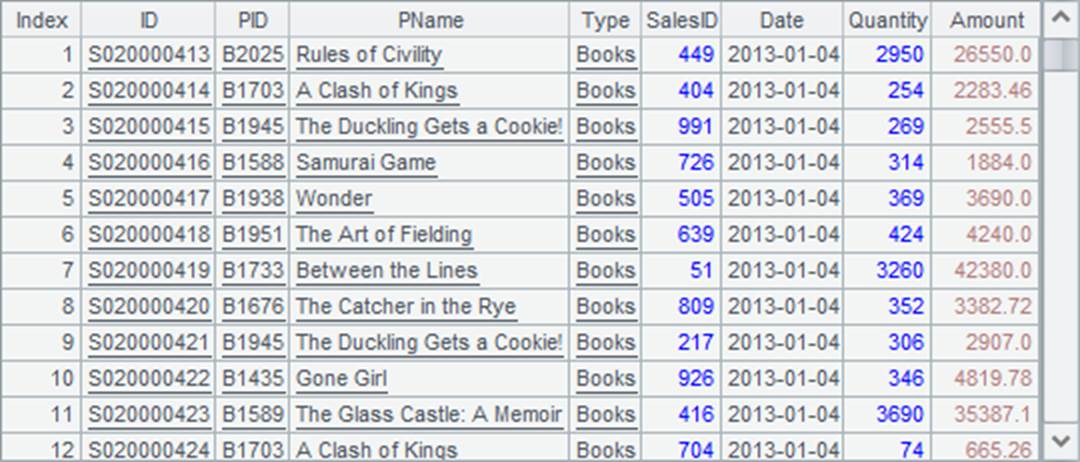 Index ID PID PName Type SalesID Date Quantity Amount
1 S020000413 B2025 Rules of Civility Books 449 2013-01-04 2950 26550.0
2 S020000414 B1703 A Clash of Kings Books 404 2013-01-04 254 2283.46
3 S020000415 B1945 The Duckling Gets a Cookie! Books 991 2013-01-04 269 2555.5
4 S020000416 B1588 Samurai Game Books 726 2013-01-04 314 1884.0
5 S020000417 B1938 Wonder Books 505 2013-01-04 369 3690.0
6 S020000418 B1951 The Art of Fielding Books 639 2013-01-04 424 4240.0
7 S020000419 B1733 Between the Lines Books 51 2013-01-04 3260 42380.0
8 S020000420 B1676 The Catcher in the Rye Books 809 2013-01-04 352 3382.72
9 S020000421 B1945 The Duckling Gets a Cookie! Books 217 2013-01-04 306 2907.0
10 S020000422 B1435 Gone Girl Books 926 2013-01-04 346 4819.78
11 S020000423 B1589 The Glass Castle: A Memoir Books 416 2013-01-04 3690 35387.1
12 S020000424 B1703 A Clash of Kings Books 704 2013-01-04 74 665.26